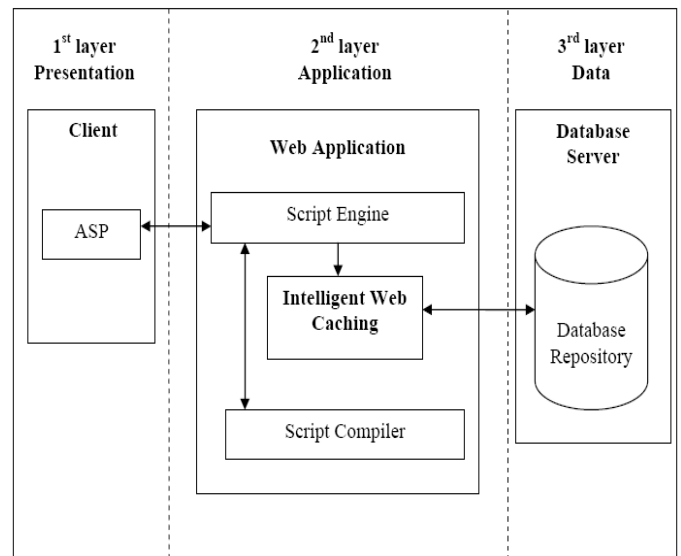 1st layer
Presentation
2nd layer
Application
3rd layer
Data
Client
ASP
Web Application
Script Engine
Intelligent Web
Caching
Script Compiler
Database
Server
Database
Repository